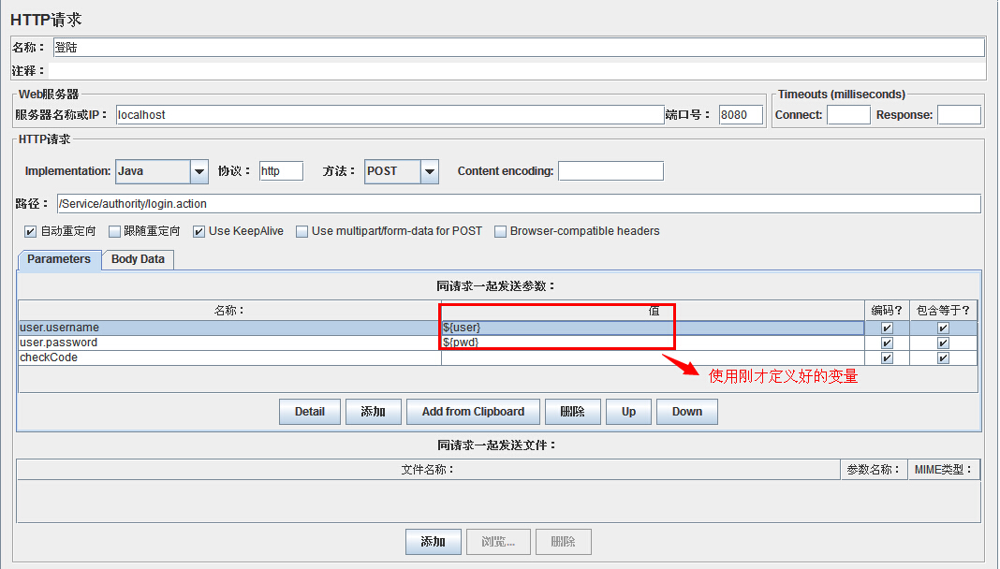 HTTP请求
名称： 登陆
注释：
Web服务器
Timeouts (milliseconds)
服务器名称或IP： localhost 端口号： 8080 Connect: Response:
HTTP请求
Implementation: Java 协议： http 方法： POST Content encoding:
路径： /Service/authority/login.action
自动重定向 跟随重定向 Use KeepAlive Use multipart/form-data for POST Browser-compatible headers
Parameters Body Data
同请求一起发送参数：
名称： 值 编码? 包含等于?
user.username ${user}
user.password ${pwd}
checkCode
使用刚才定义好的变量
Detail 添加 Add from Clipboard 删除 Up Down
同请求一起发送文件：
文件名称： 参数名称： MIME类型：
添加 浏览... 删除